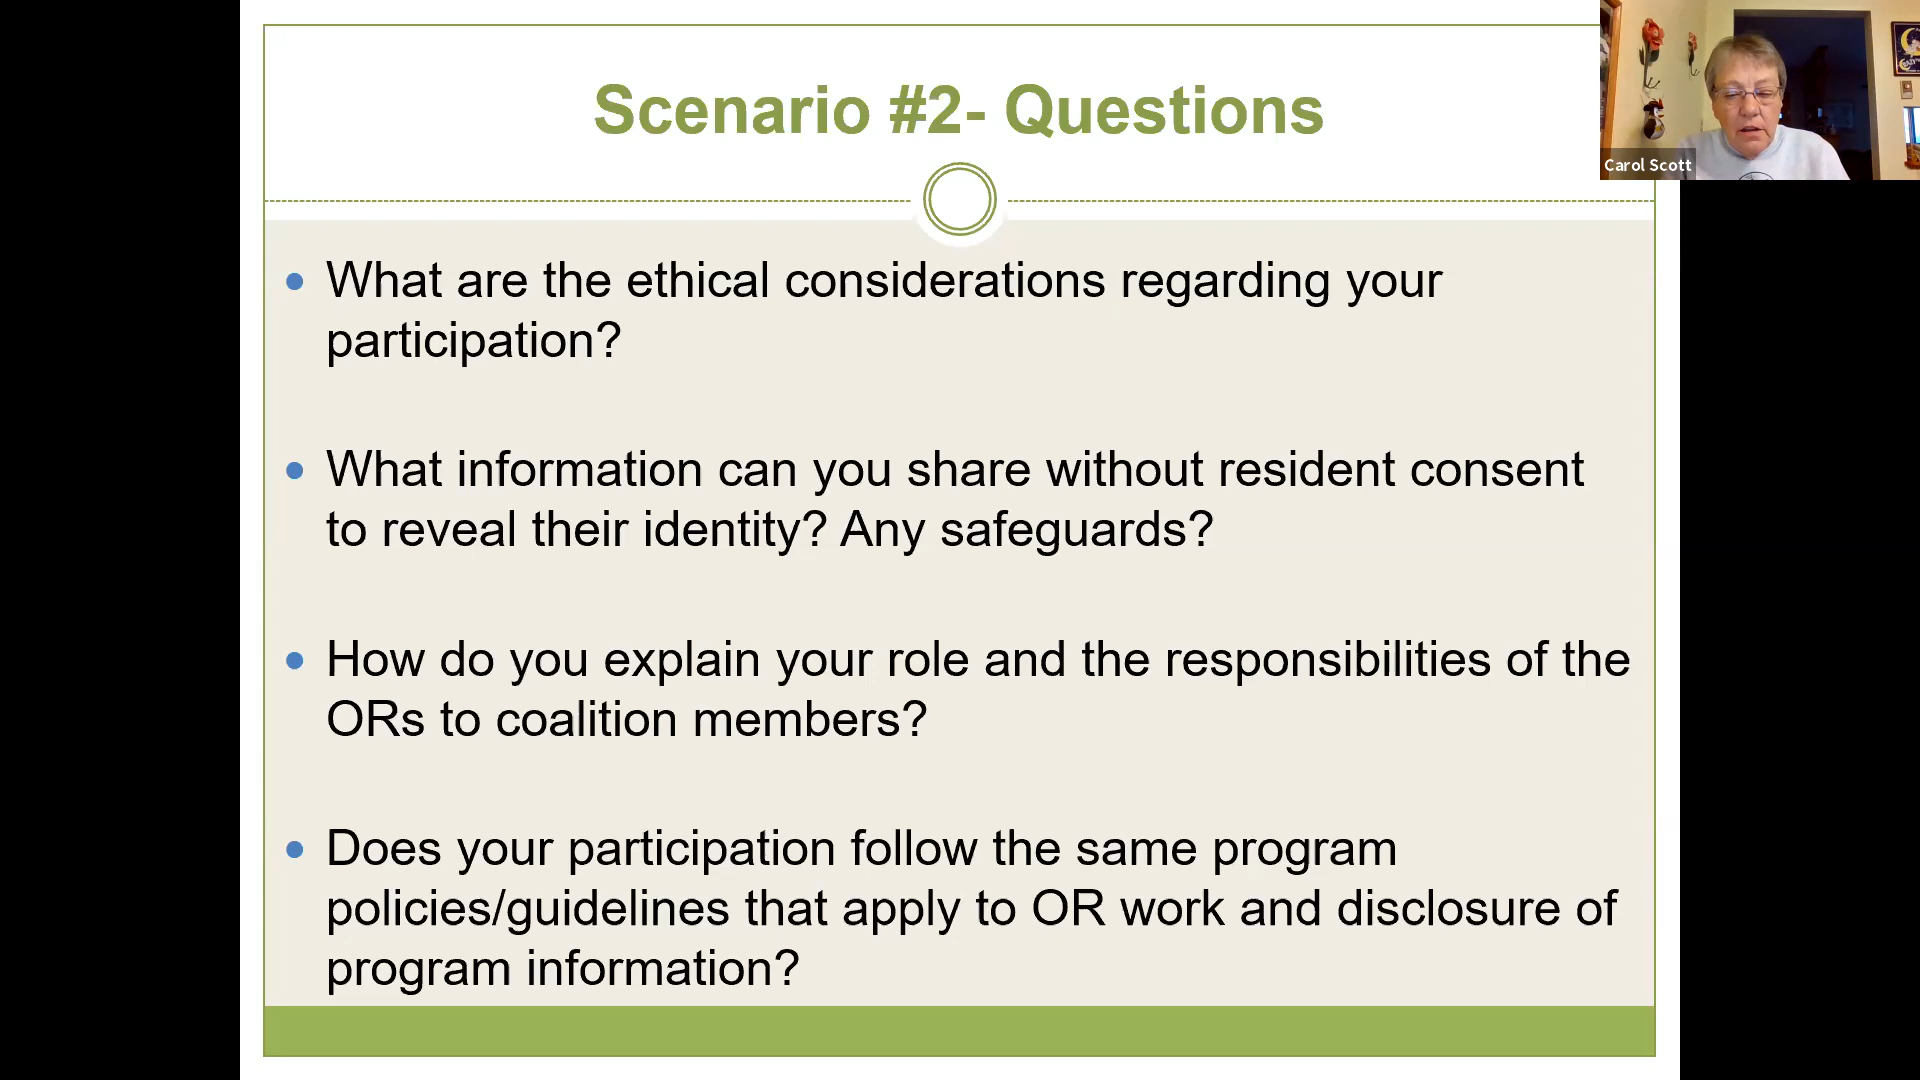 Scenario #2- Questions
Carol Scott
What are the ethical considerations regarding your
participation?
What information can you share without resident consent
to reveal their identity? Any safeguards?
How do you explain your role and the responsibilities of the
ORs to coalition members?
Does your participation follow the same program
policies/guidelines that apply to OR work and disclosure of
program information?